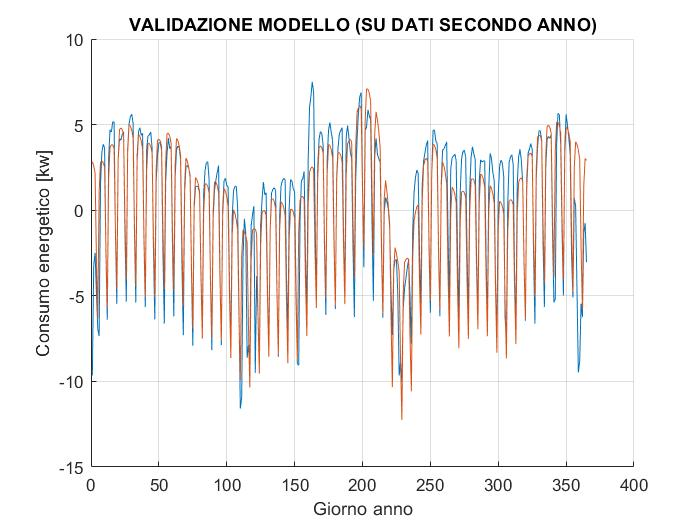 VALIDAZIONE MODELLO (SU DATI SECONDO ANNO)
10
5
0
-5
-10
-15
Consumo energetico [kw]
0 50 100 150 200 250 300 350 400
Giorno anno